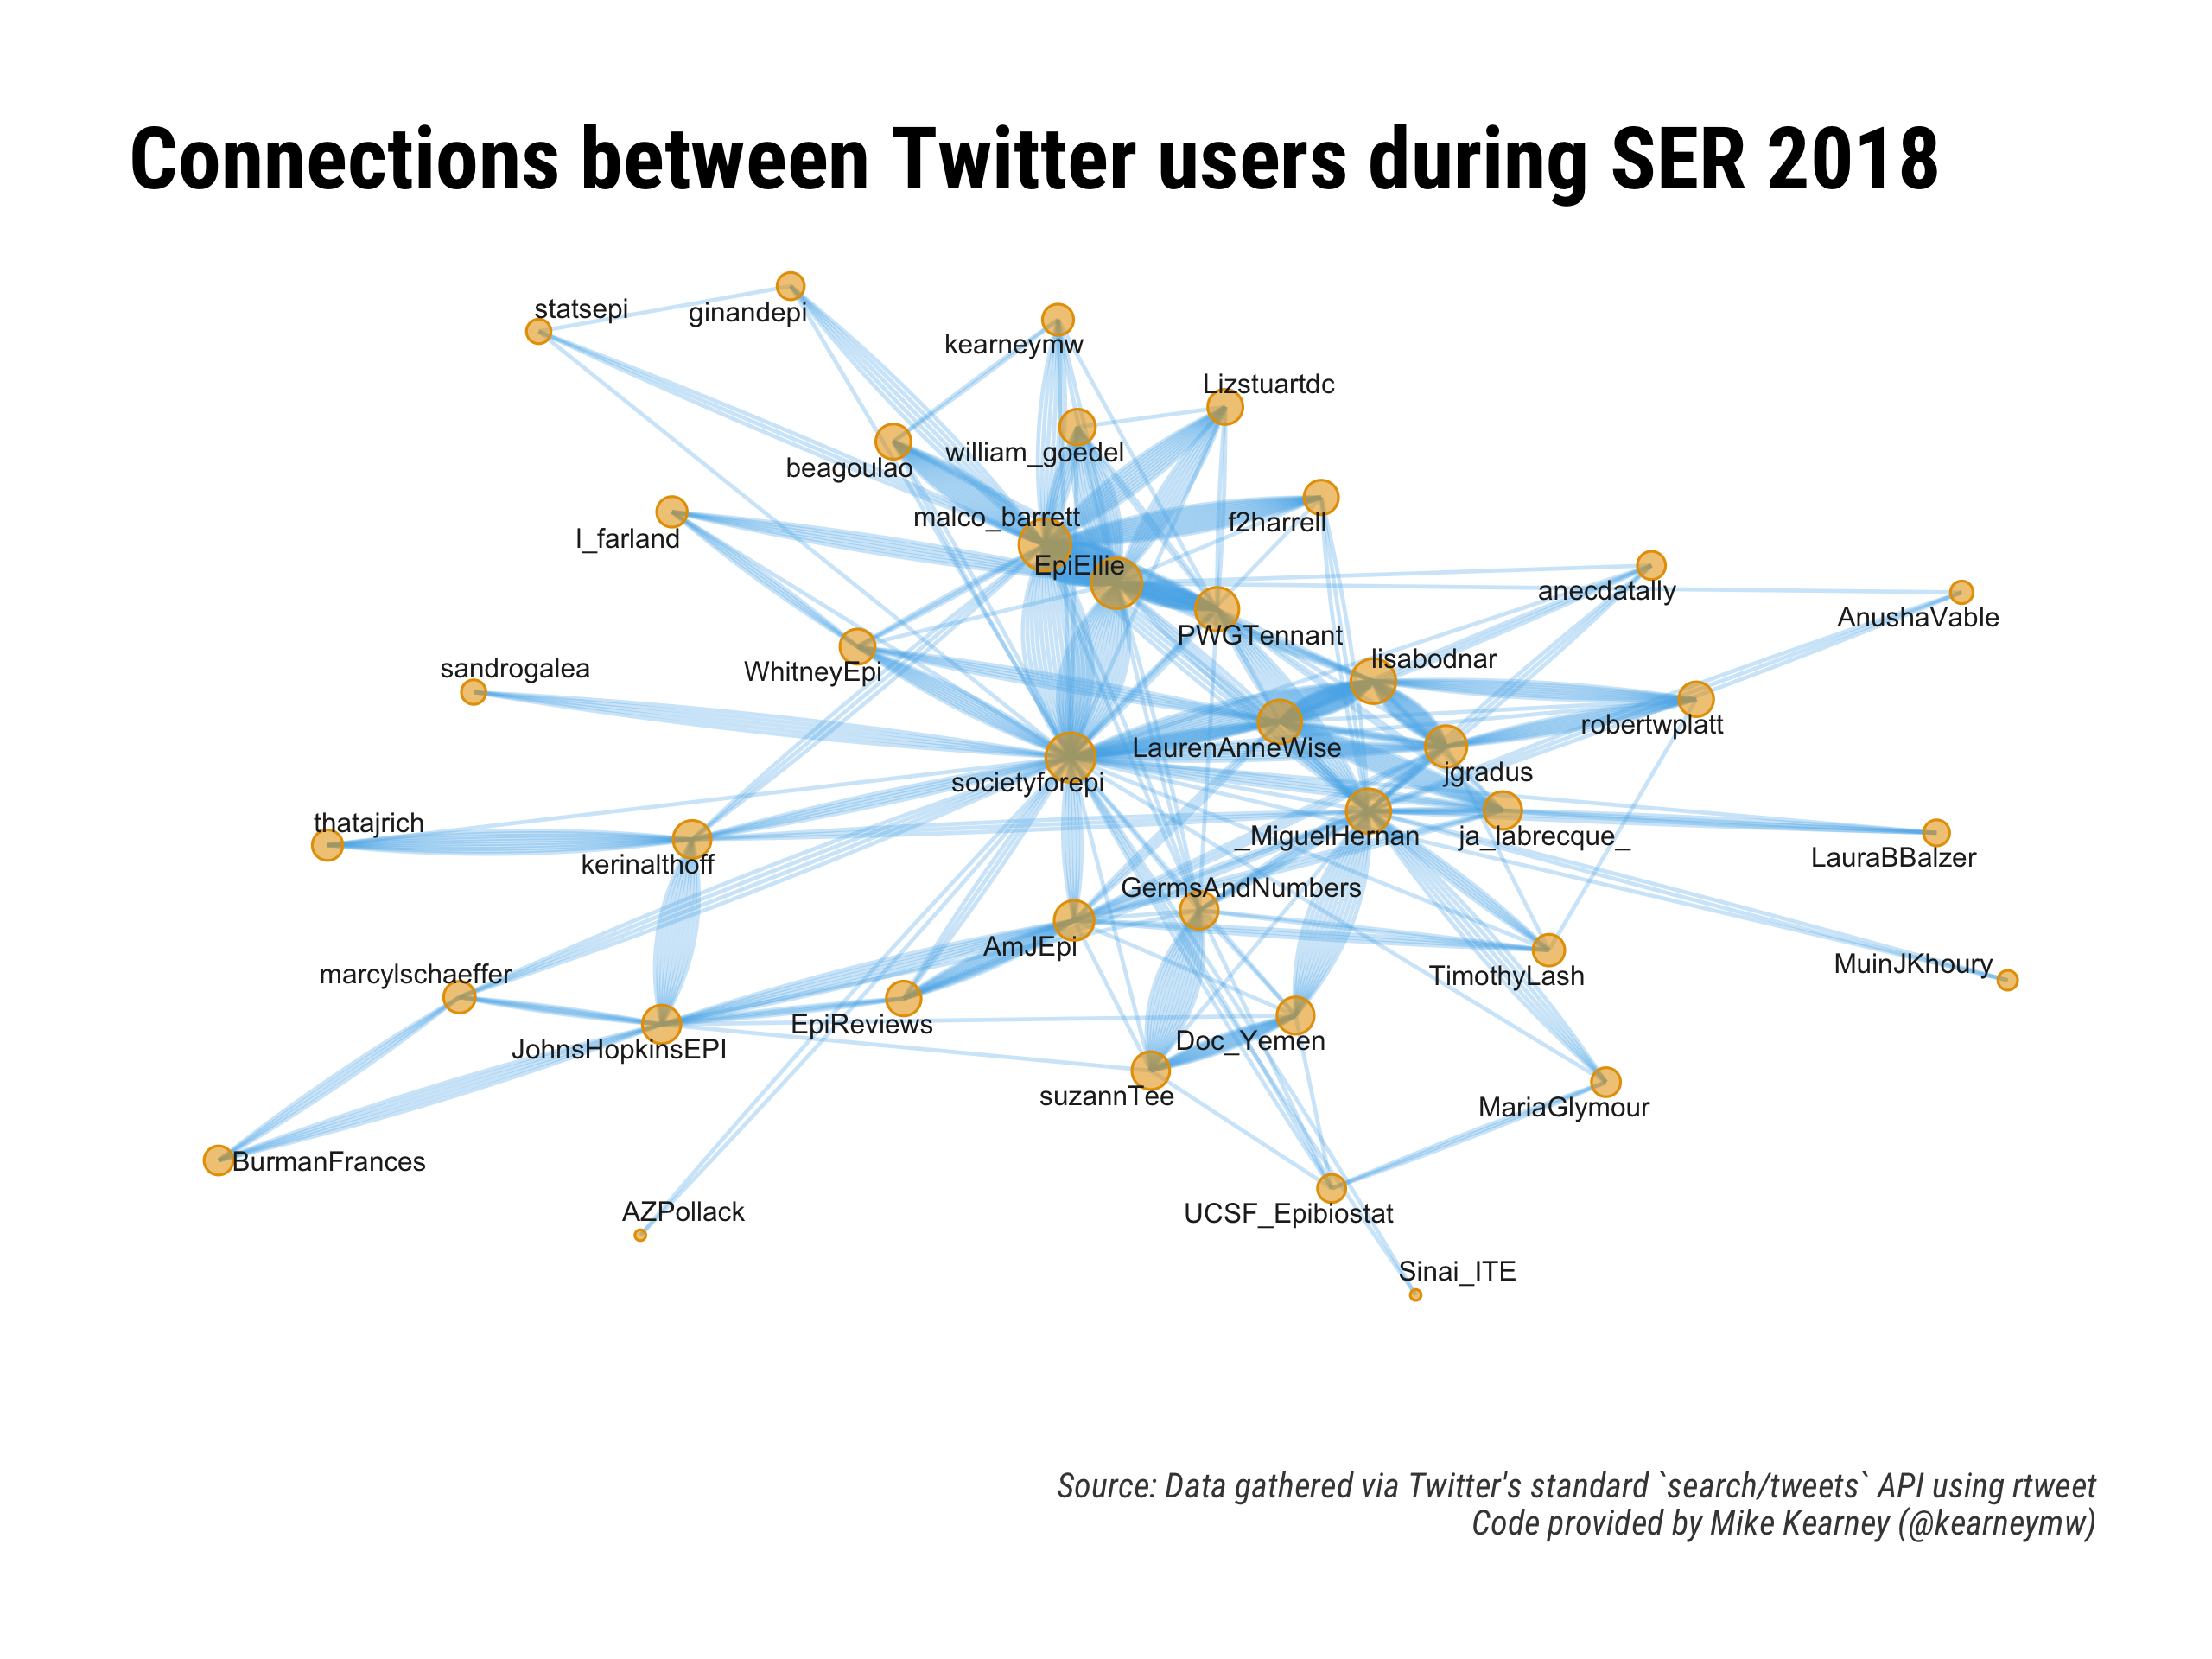 Connections between Twitter users during SER 2018
statsepi
ginandepi
kearneymw
Lizstuartdc
beagoulao
william_goedel
malco_barrett
f2harrell
l_farland
EpiEllie
anecdatally
AnushaVable
PWGTennant
lisabodnar
sandrogalea
WhitneyEpi
robertwplatt
LaurenAnneWise
societyforepi
jgradus
thatajrich
kerinalthoff
_MiguelHernan
ja_labrecque_
LauraBBalzer
GermsAndNumbers
AmJEpi
marcylschaeffer
TimothyLash
MuinJKhoury
EpiReviews
JohnsHopkinsEPI
Doc_Yemen
suzannTee
MariaGlymour
BurmanFrances
AZPollack
UCSF_Epibiostat
Sinai_ITE
Source: Data gathered via Twitter's standard `search/tweets` API using rtweet
Code provided by Mike Kearney (@kearneymw)